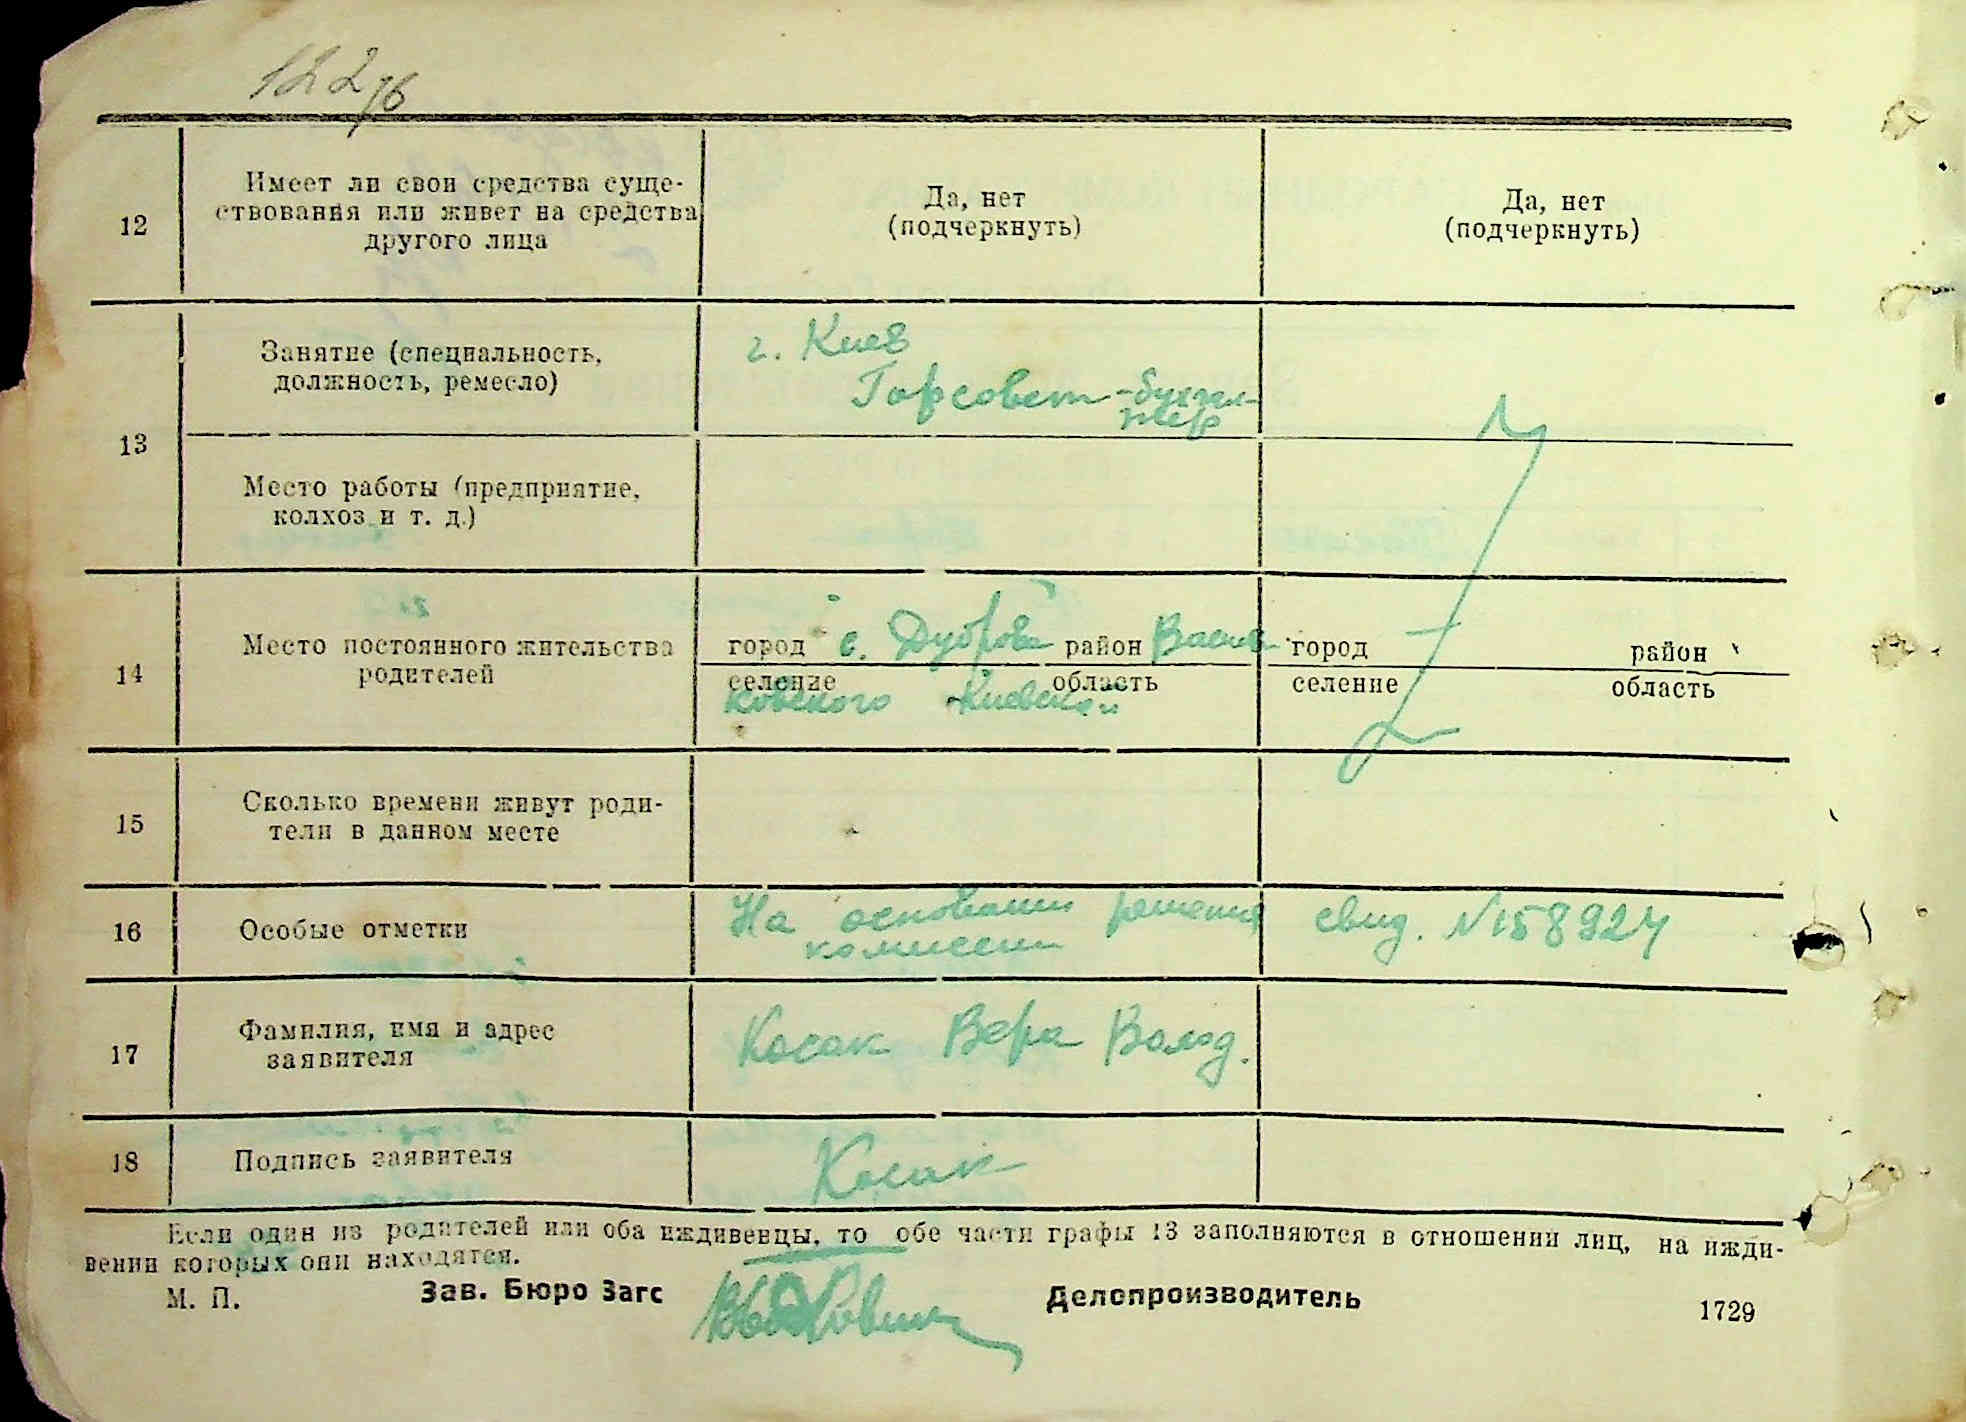 122
12
Имеет ли свои средства суще-
ствования или живет на средства
другого лица
Да, нет
(подчеркнуть)
Да, нет
(подчеркнуть)
13
Занятие (специальность,
должность, ремесло)
г. Киев
Горсовет - бухгал-
тер
Место работы (предприятие,
колхоз и т. д.)
14
Место постоянного жительства
родителей
город с. Дуброва район Василь-
селение область
ковского Киевской
город район
селение область
15
Сколько времени живут роди-
тели в данном месте
16
Особые отметки
На основании решения
комиссии
свид. N158924
17
Фамилия, имя и адрес
заявителя
Косак Вера Волод.
18
Подпись заявителя
Косак
Если один из родителей или оба иждивенцы, то обе части графы 13 заполняются в отношении лиц, на ижди-
вении которых они находятся.
М. П. Зав. Бюро Загс Делопроизводитель 1729